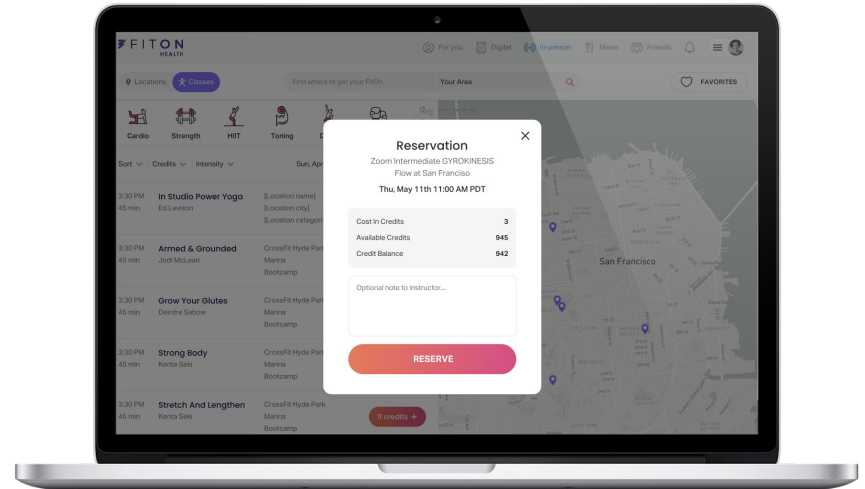 FITON
HEALTH
For you
Digital
In-person
Meals
Friends
Locations
Classes
Find where to get your FitOn
Your Area
FAVORITES
Cardio
Strength
HIIT
Toning
Sort
Credits
Intensity
Sun, Apr
3:30 PM
In Studio Power Yoga
[Location name]
45 min
Ed Levison
[Location city]
[Location categori
3:30 PM
Armed & Grounded
CrossFit Hyde Park
45 min
Jodi McLean
Marina
Bootcamp
3:30 PM
Grow Your Glutes
CrossFit Hyde Park
45 min
Deirdre Sabow
Marina
Bootcamp
3:30 PM
Strong Body
CrossFit Hyde Park
45 min
Kenta Seki
Marina
Bootcamp
3:30 PM
Stretch And Lengthen
CrossFit Hyde Park
45 min
Kenta Seki
Marina
Bootcamp
11 credits +
Reservation
Zoom Intermediate GYROKINESIS
Flow at San Franciso
Thu, May 11th 11:00 AM PDT
Cost In Credits 3
Available Credits 945
Credit Balance 942
Optional note to instructor...
RESERVE
San Francisco